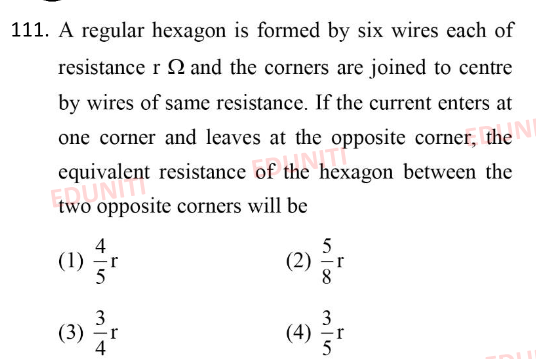 111. A regular hexagon is formed by six wires each of
resistance r Ω and the corners are joined to centre
by wires of same resistance. If the current enters at
one corner and leaves at the opposite corner, the
equivalent resistance of the hexagon between the
two opposite corners will be
(1) 4/5 r (2) 5/8 r
(3) 3/4 r (4) 3/5 r
EDUNITI
EDUNITI